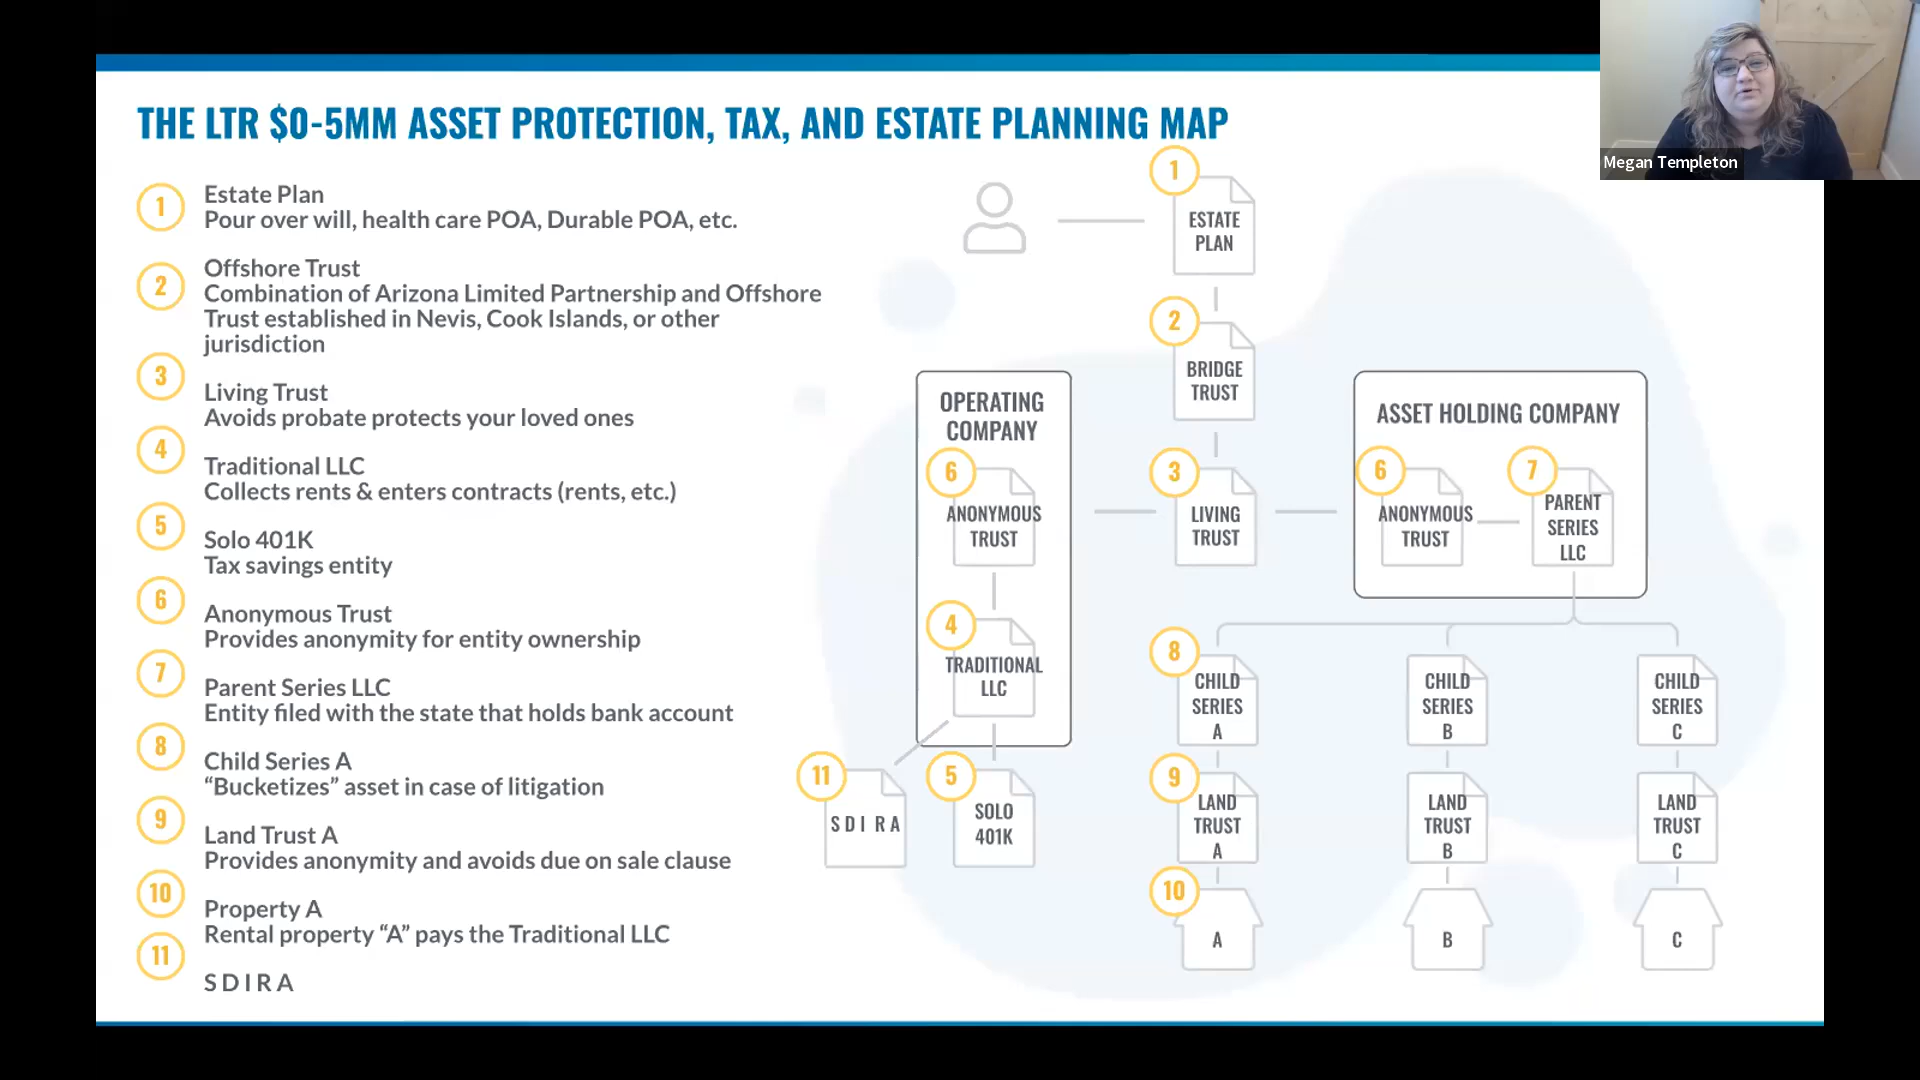 THE LTR $0-5MM ASSET PROTECTION, TAX, AND ESTATE PLANNING MAP
Megan Templeton
1
Estate Plan
Pour over will, health care POA, Durable POA, etc.
2
Offshore Trust
Combination of Arizona Limited Partnership and Offshore
Trust established in Nevis, Cook Islands, or other
jurisdiction
3
Living Trust
Avoids probate protects your loved ones
4
Traditional LLC
Collects rents & enters contracts (rents, etc.)
5
Solo 401K
Tax savings entity
6
Anonymous Trust
Provides anonymity for entity ownership
7
Parent Series LLC
Entity filed with the state that holds bank account
8
Child Series A
“Bucketizes” asset in case of litigation
9
Land Trust A
Provides anonymity and avoids due on sale clause
10
Property A
Rental property “A” pays the Traditional LLC
11
SDIRA
1
ESTATE
PLAN
2
BRIDGE
TRUST
OPERATING
COMPANY
6
ANONYMOUS
TRUST
4
TRADITIONAL
LLC
11
SDIRA
5
SOLO
401K
3
LIVING
TRUST
ASSET HOLDING COMPANY
6
ANONYMOUS
TRUST
7
PARENT
SERIES
LLC
8
CHILD
SERIES
A
CHILD
SERIES
B
CHILD
SERIES
C
9
LAND
TRUST
A
LAND
TRUST
B
LAND
TRUST
C
10
A
B
C